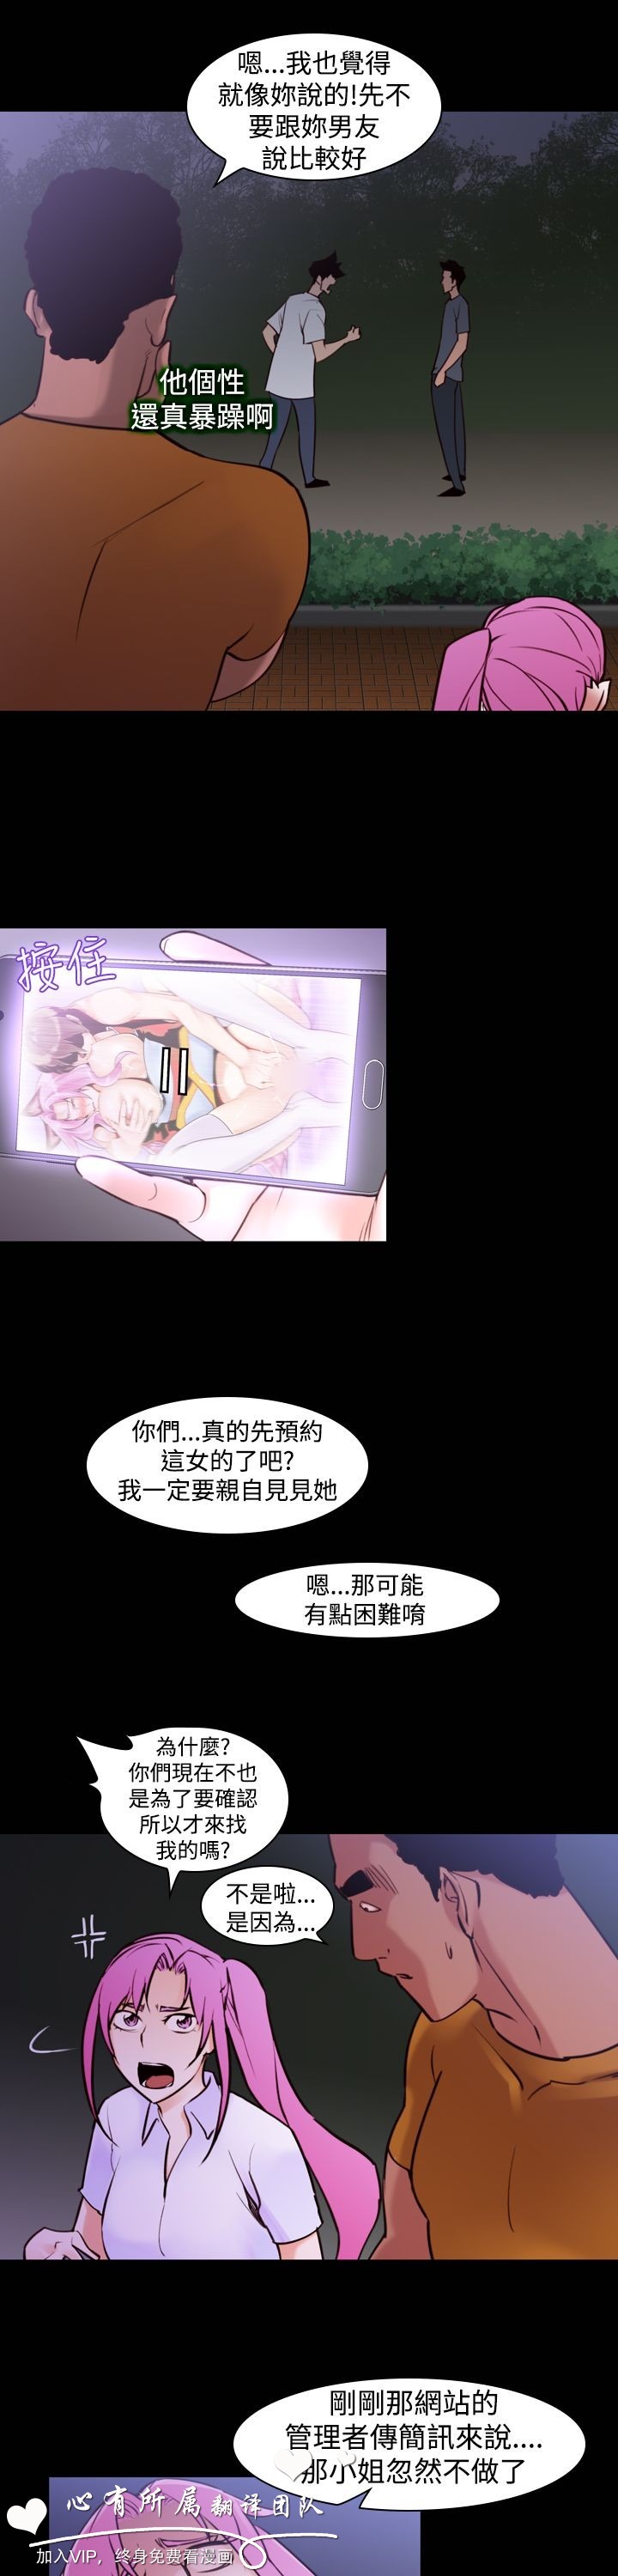 嗯...我也覺得
就像妳說的!先不
要跟妳男友
說比較好
他個性
還真暴躁啊
按住
你們...真的先預約
這女的了吧?
我一定要親自見見她
嗯...那可能
有點困難唷
為什麼?
你們現在不也
是為了要確認
所以才來找
我的嗎?
不是啦...
是因為...
剛剛那網站的
管理者傳簡訊來說....
那小姐忽然不做了
心有所属翻译团队
加入VIP，终身免费看漫画